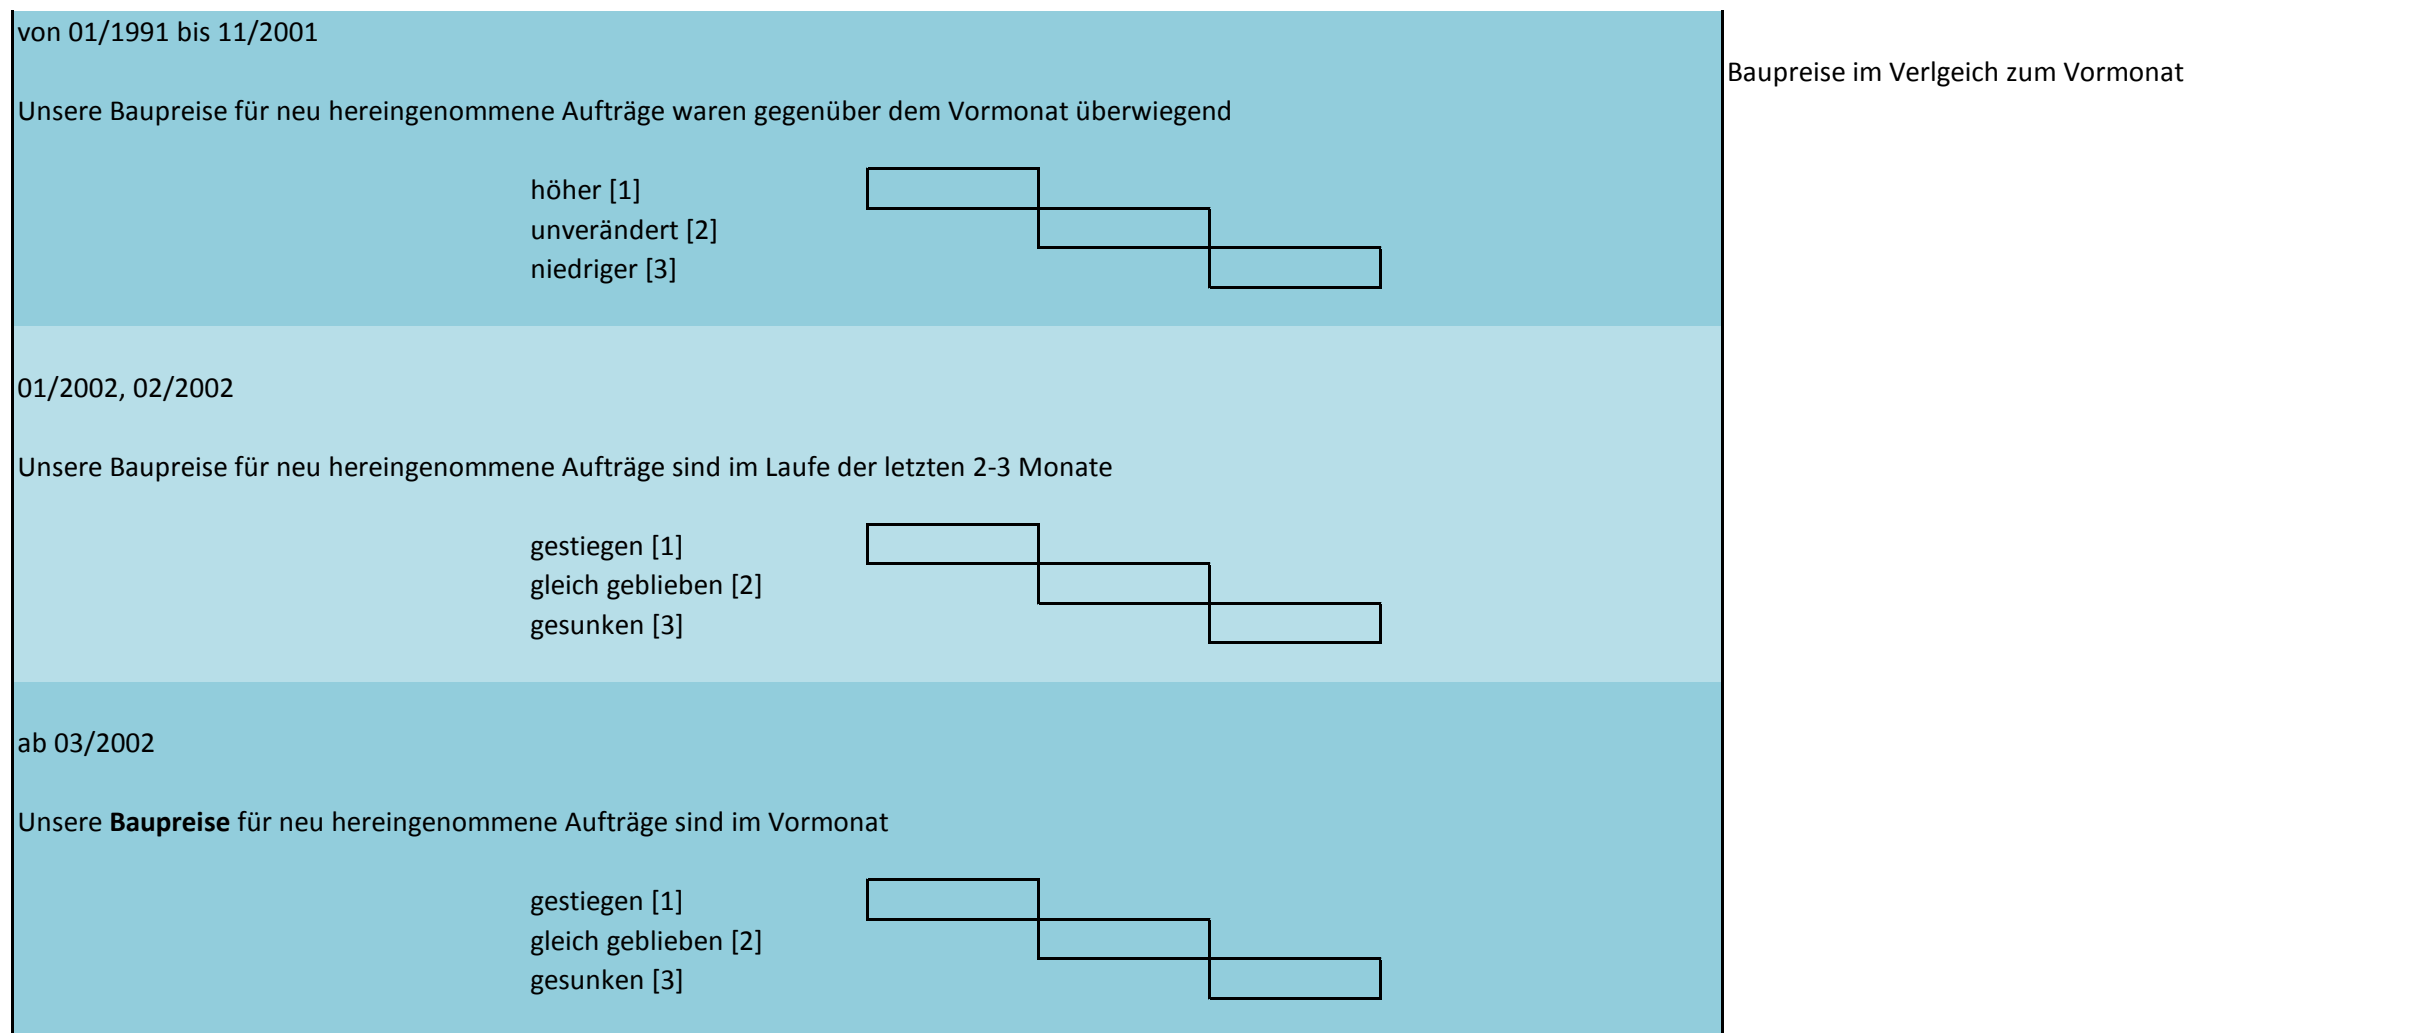 von 01/1991 bis 11/2001
Baupreise im Verlgeich zum Vormonat
Unsere Baupreise für neu hereingenommene Aufträge waren gegenüber dem Vormonat überwiegend
höher [1]
unverändert [2]
niedriger [3]
01/2002, 02/2002
Unsere Baupreise für neu hereingenommene Aufträge sind im Laufe der letzten 2-3 Monate
gestiegen [1]
gleich geblieben [2]
gesunken [3]
ab 03/2002
Unsere Baupreise für neu hereingenommene Aufträge sind im Vormonat
gestiegen [1]
gleich geblieben [2]
gesunken [3]